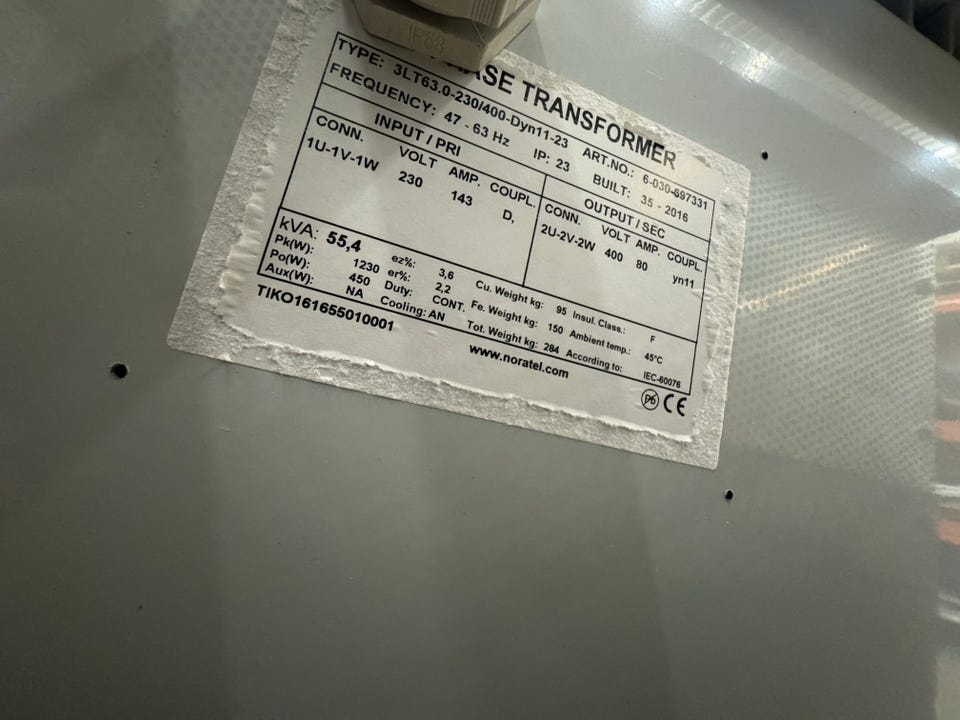 IP68
PHASE TRANSFORMER
TYPE: 3LT63.0-230/400-Dyn11-23 ART.NO.: 6-030-697331
FREQUENCY: 47 - 63 Hz IP: 23 BUILT: 35 - 2016
INPUT / PRI OUTPUT / SEC
CONN. VOLT AMP. COUPL. CONN. VOLT AMP. COUPL.
1U-1V-1W 230 143 D, 2U-2V-2W 400 80 yn11
kVA: 55,4 ez%: 3,6 Cu. Weight kg: 95 Insul. Class.: F
Pk(W): 1230 er%: 2,2 Fe. Weight kg: 150 Ambient temp.: 45°C
Po(W): 450 Duty: CONT. Tot. Weight kg: 284 According to: IEC-60076
Aux(W): NA Cooling: AN
TIKO161655010001 www.noratel.com
Pb CE